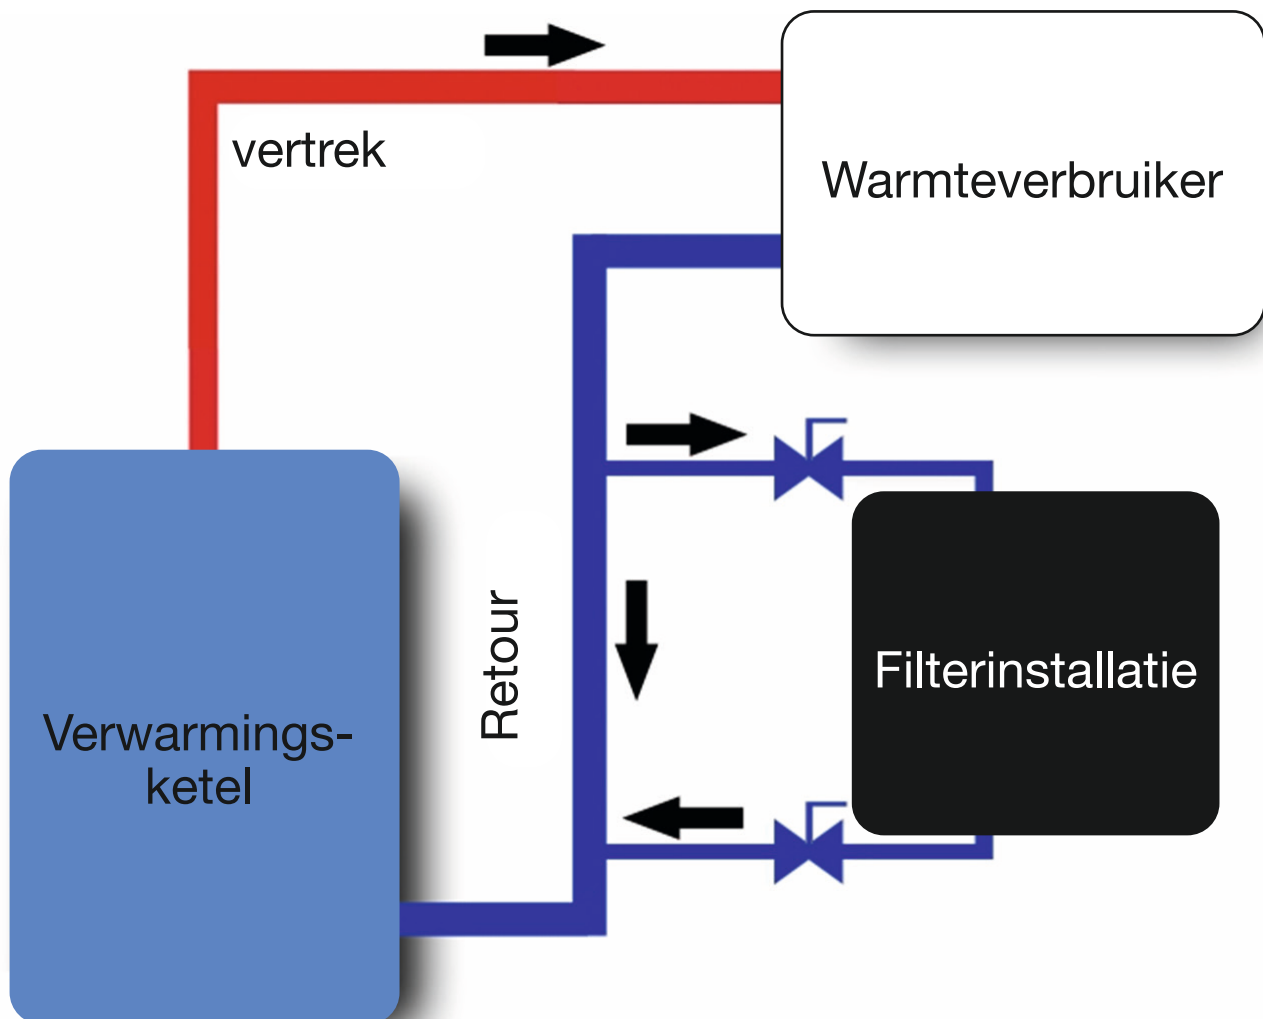 vertrek
Warmteverbruiker
Retour
Filterinstallatie
Verwarmings-
ketel